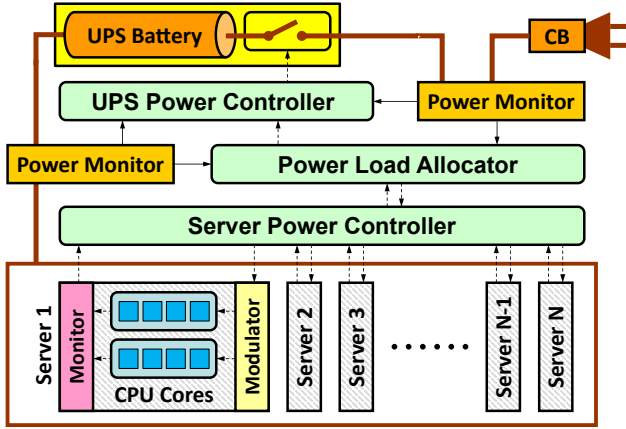 UPS Battery
CB
UPS Power Controller
Power Monitor
Power Monitor
Power Load Allocator
Server Power Controller
Server 1
Monitor
CPU Cores
Modulator
Server 2
Server 3
......
Server N-1
Server N